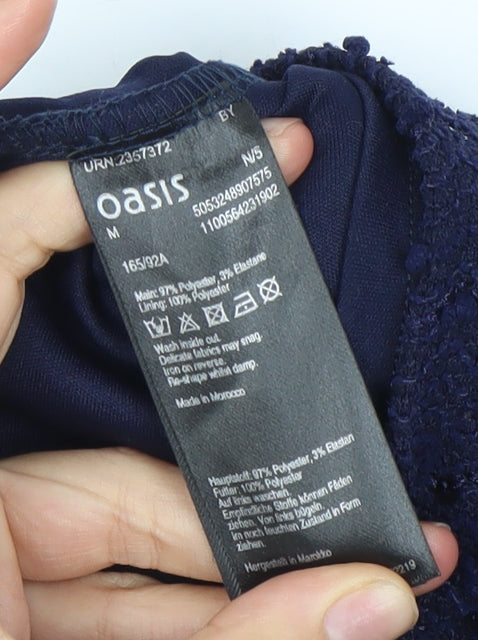 BY
URN:2367372
N/5
oasis
5053248907575
M
1100564231902
165/92A
Main: 97% Polyester, 3% Elastane
Lining: 100% Polyester
Wash inside out.
Delicate fabrics may snag.
Iron on reverse.
Re-shape whilst damp.
Made in Morocco
Hauptstoff: 97% Polyester, 3% Elastan
Futter: 100% Polyester
Auf links waschen.
Empfindliche Stoffe können Fäden
ziehen. Von links bügeln.
Im noch feuchten Zustand in Form
ziehen.
Hergestellt in Marokko